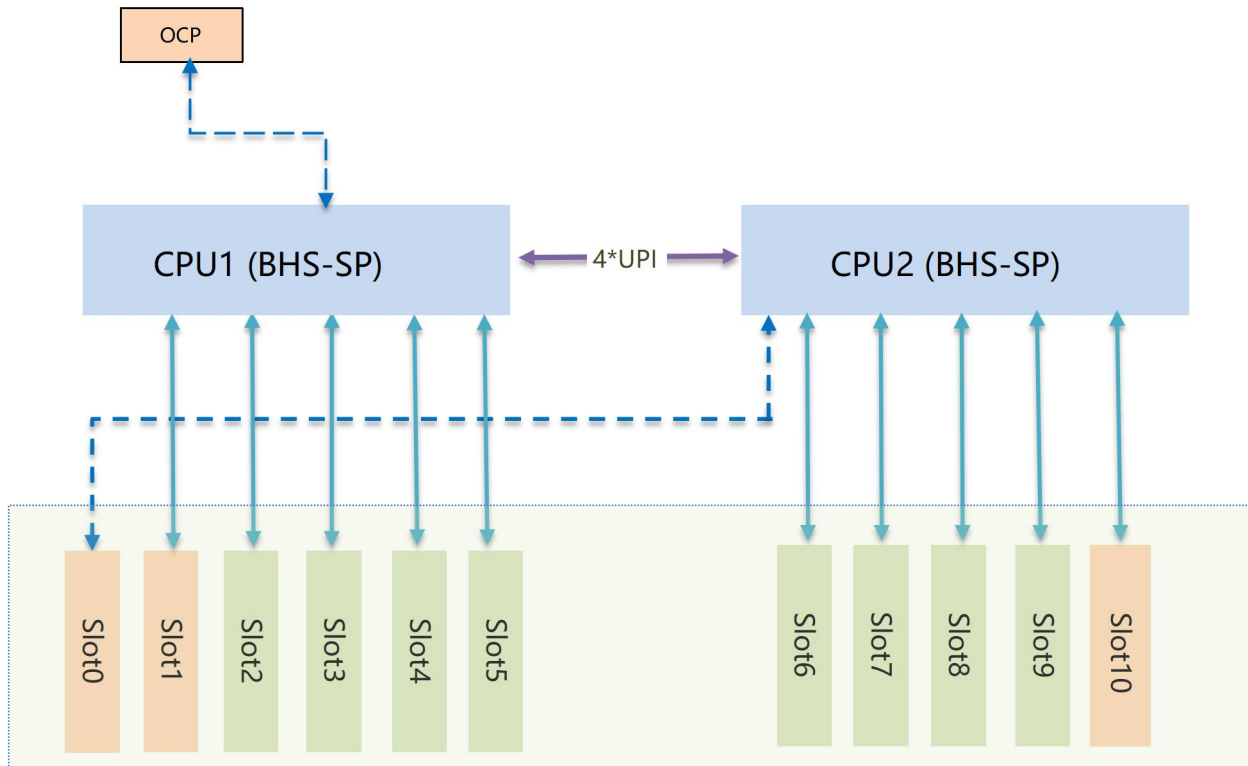 OCP
CPU1 (BHS-SP)
4*UPI
CPU2 (BHS-SP)
Slot0
Slot1
Slot2
Slot3
Slot4
Slot5
Slot6
Slot7
Slot8
Slot9
Slot10